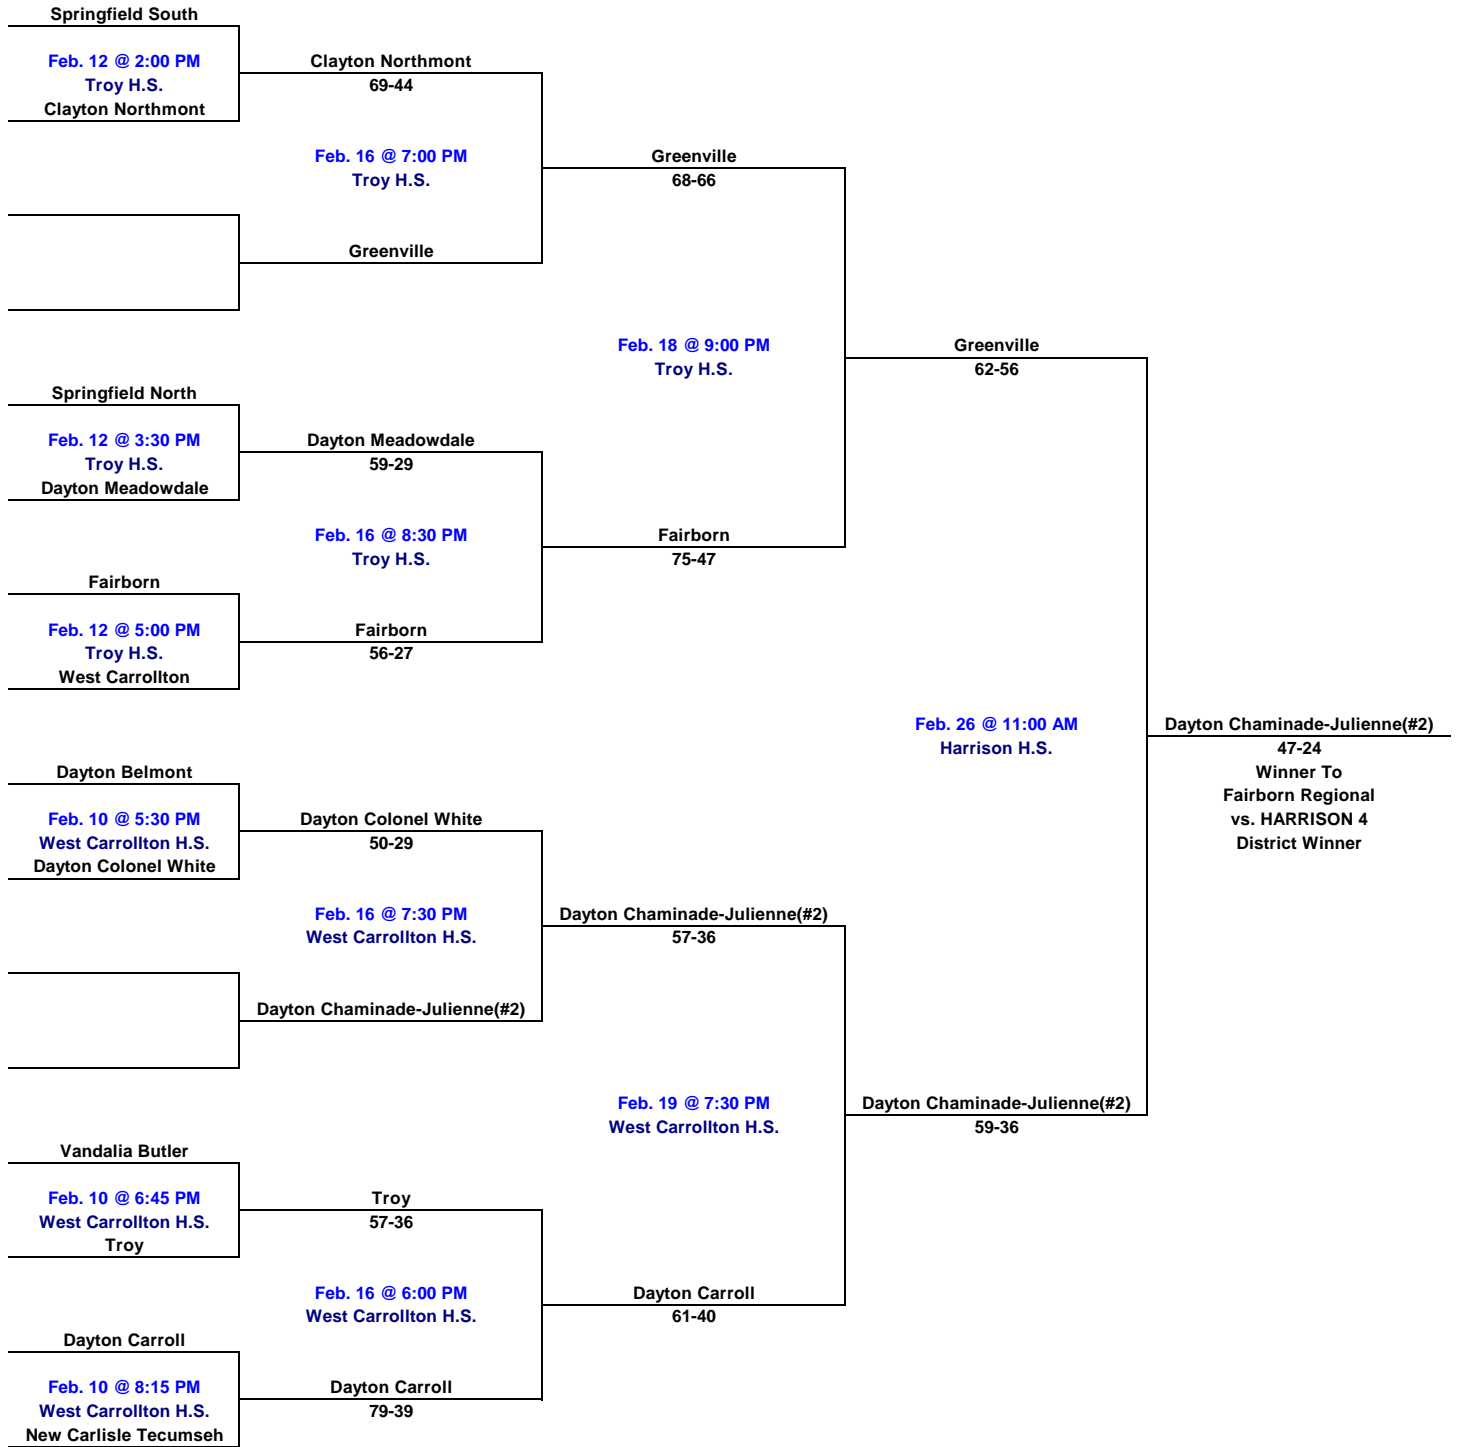 Springfield South
Feb. 12 @ 2:00 PM
Troy H.S.
Clayton Northmont
Clayton Northmont
69-44
Feb. 16 @ 7:00 PM
Troy H.S.
Greenville
Greenville
68-66
Feb. 18 @ 9:00 PM
Troy H.S.
Springfield North
Feb. 12 @ 3:30 PM
Troy H.S.
Dayton Meadowdale
Dayton Meadowdale
59-29
Feb. 16 @ 8:30 PM
Troy H.S.
Fairborn
75-47
Fairborn
Feb. 12 @ 5:00 PM
Troy H.S.
West Carrollton
Fairborn
56-27
Greenville
62-56
Feb. 26 @ 11:00 AM
Harrison H.S.
Dayton Chaminade-Julienne(#2)
47-24
Winner To
Fairborn Regional
vs. HARRISON 4
District Winner
Dayton Belmont
Feb. 10 @ 5:30 PM
West Carrollton H.S.
Dayton Colonel White
Dayton Colonel White
50-29
Feb. 16 @ 7:30 PM
West Carrollton H.S.
Dayton Chaminade-Julienne(#2)
Dayton Chaminade-Julienne(#2)
57-36
Feb. 19 @ 7:30 PM
West Carrollton H.S.
Dayton Chaminade-Julienne(#2)
59-36
Vandalia Butler
Feb. 10 @ 6:45 PM
West Carrollton H.S.
Troy
Troy
57-36
Feb. 16 @ 6:00 PM
West Carrollton H.S.
Dayton Carroll
61-40
Dayton Carroll
Feb. 10 @ 8:15 PM
West Carrollton H.S.
New Carlisle Tecumseh
Dayton Carroll
79-39